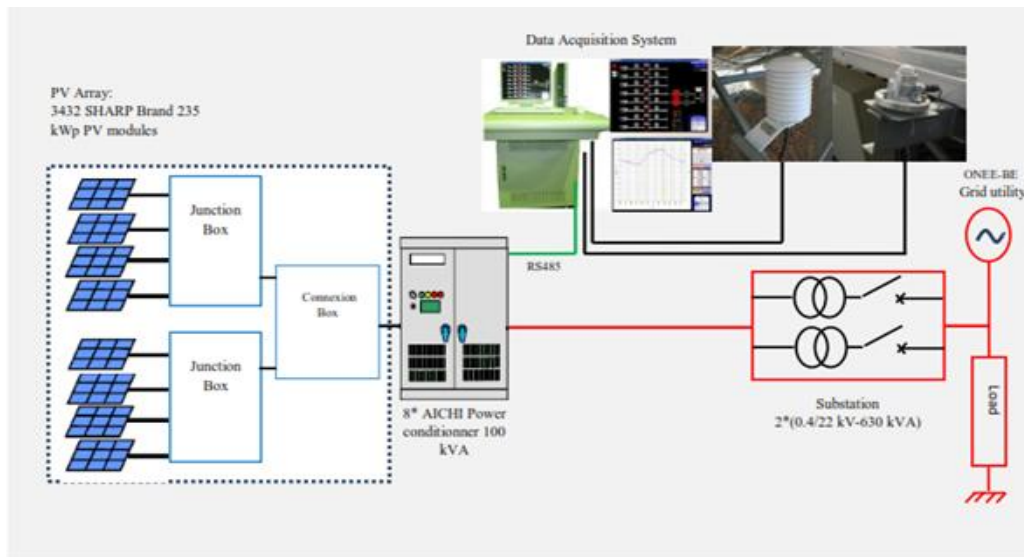 Data Acquisition System
PV Array:
3432 SHARP Brand 235
kWp PV modules
ONEE-BE
Grid utility
Junction
Box
RS485
Connexion
Box
Junction
Box
Load
8* AICHI Power
conditionner 100
kVA
Substation
2*(0.4/22 kV-630 kVA)